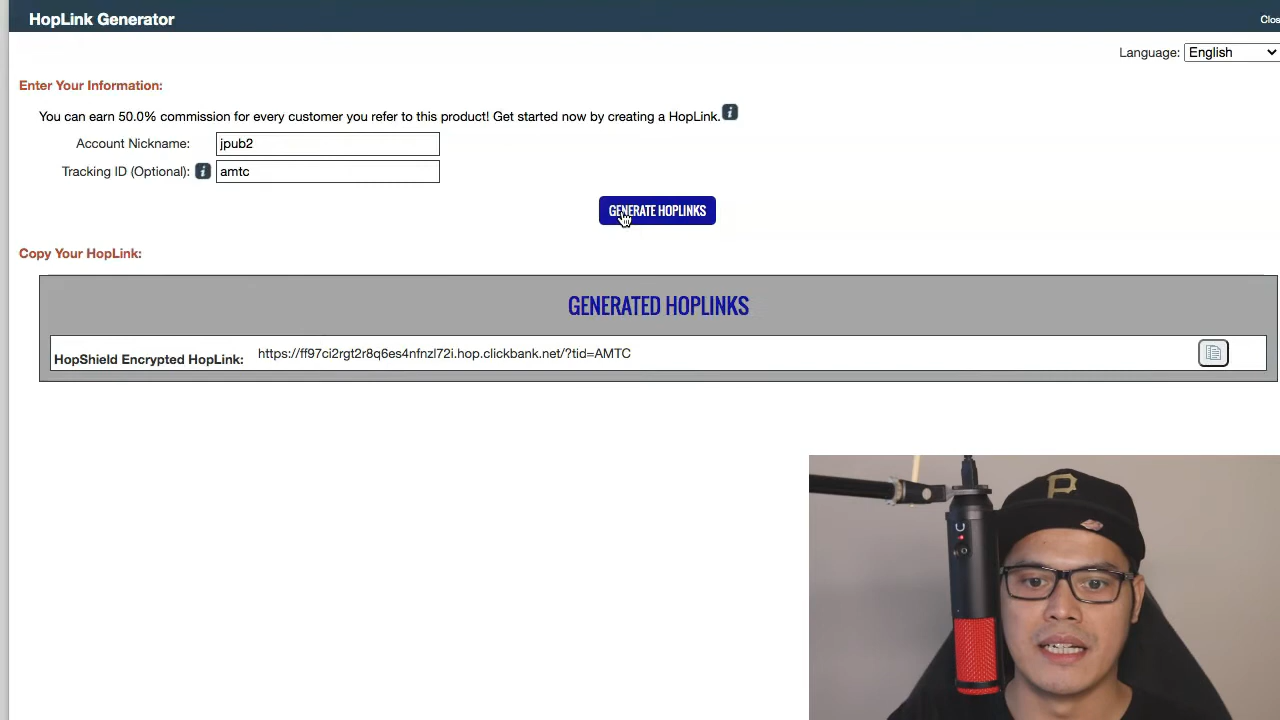 HopLink Generator
Clos
Language: English
Enter Your Information:
You can earn 50.0% commission for every customer you refer to this product! Get started now by creating a HopLink. i
Account Nickname: jpub2
Tracking ID (Optional): i amtc
GENERATE HOPLINKS
Copy Your HopLink:
GENERATED HOPLINKS
HopShield Encrypted HopLink: https://ff97ci2rgt2r8q6es4nfnzl72i.hop.clickbank.net/?tid=AMTC
P